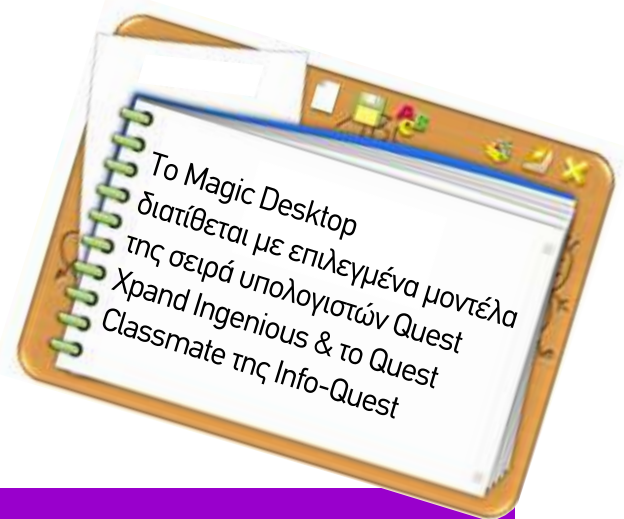 Το Magic Desktop
διατίθεται με επιλεγμένα μοντέλα
της σειρά υπολογιστών Quest
Xpand Ingenious & το Quest
Classmate της Info-Quest